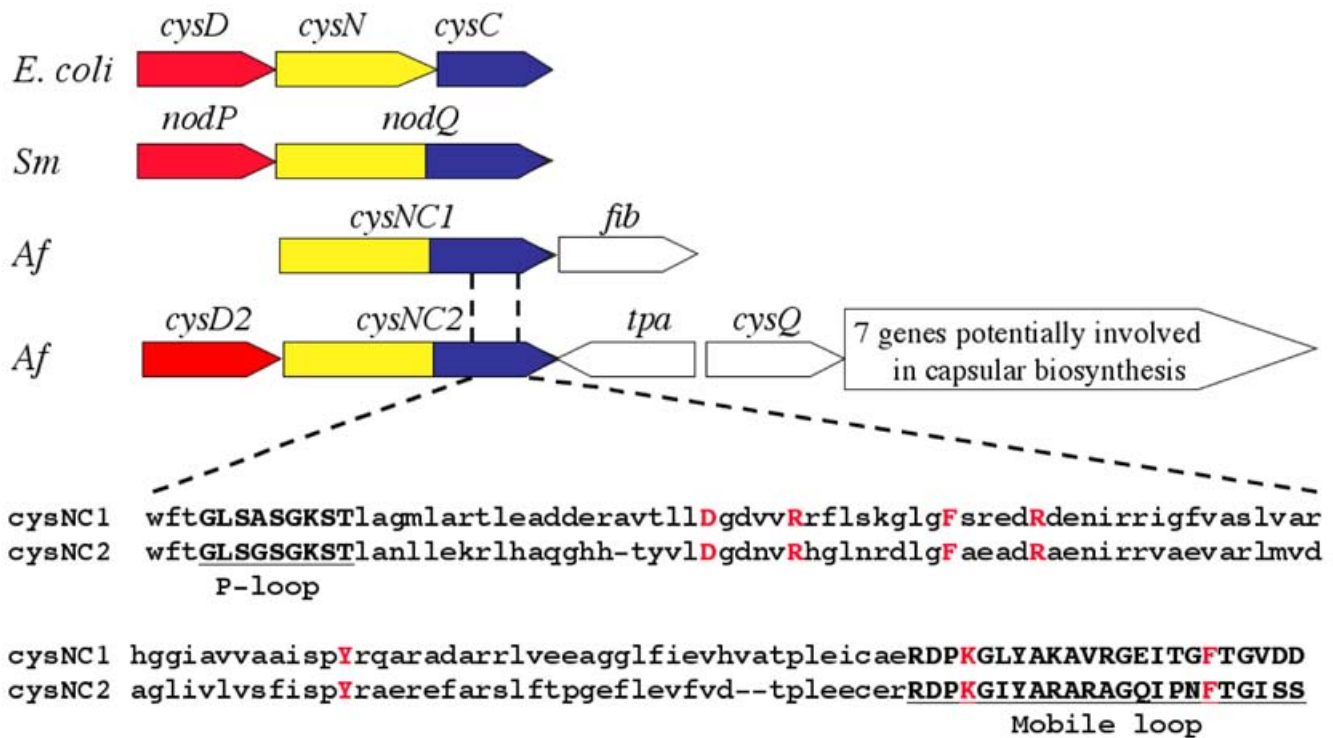 cysD cysN cysC
E. coli
nodP nodQ
Sm
cysNC1 fib
Af
cysD2 cysNC2 tpa cysQ
Af
7 genes potentially involved
in capsular biosynthesis
cysNC1 wftGLSASGKSTlagmlartleadderavtllDgdvvRrflskglgFsredRdenirrigfvaslvar
cysNC2 wftGLSGSGKSTlanllekrlhaqghh-tyvlDgdnvRhglnrdlgFaeadRaenirrvaevarlmvd
P-loop
cysNC1 hggiavvaaispYrqaradarrlveeagglfievhvatpleicaeRDPKGLYAKAVRGEITGFTGVDD
cysNC2 aglivlvsfispYraerefarslftpgeflevfvd--tpleecerRDPKGIYARARAGQIPNFTGISS
Mobile loop